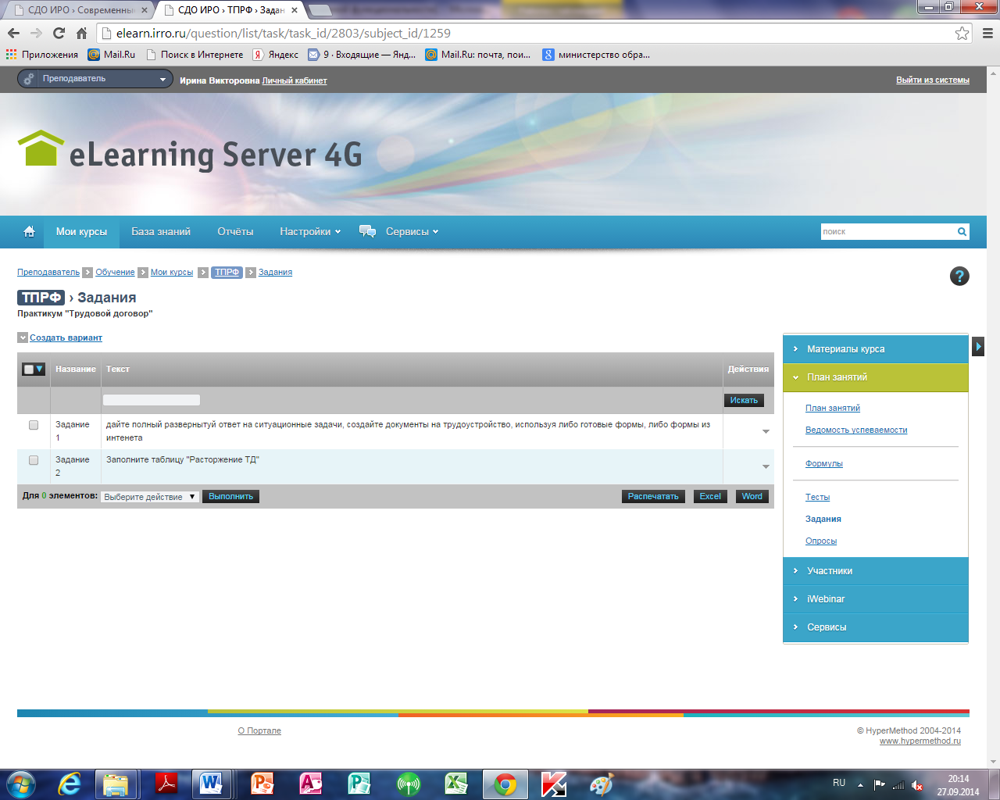 СДО ИРО › Современны
СДО ИРО › ТПРФ › Задан
elearn.irro.ru/question/list/task/task_id/2803/subject_id/1259
Приложения
Mail.Ru
Поиск в Интернете
Яндекс
9 · Входящие — Янд...
Mail.Ru: почта, пои...
министерство обра...
Преподаватель
Ирина Викторовна Личный кабинет
Выйти из системы
eLearning Server 4G
Мои курсы
База знаний
Отчёты
Настройки
Сервисы
поиск
Преподаватель
Обучение
Мои курсы
ТПРФ
Задания
ТПРФ › Задания
Практикум "Трудовой договор"
Создать вариант
Название
Текст
Действия
Искать
Задание 1
дайте полный развернытуй ответ на ситуационные задачи, создайте документы на трудоустройство, используя либо готовые формы, либо формы из
интенета
Задание 2
Заполните таблицу "Расторжение ТД"
Для 0 элементов:
Выберите действие
Выполнить
Распечатать
Excel
Word
Материалы курса
План занятий
План занятий
Ведомость успеваемости
Формулы
Тесты
Задания
Опросы
Участники
iWebinar
Сервисы
О Портале
© HyperMethod 2004-2014
www.hypermethod.ru
RU
20:14
27.09.2014